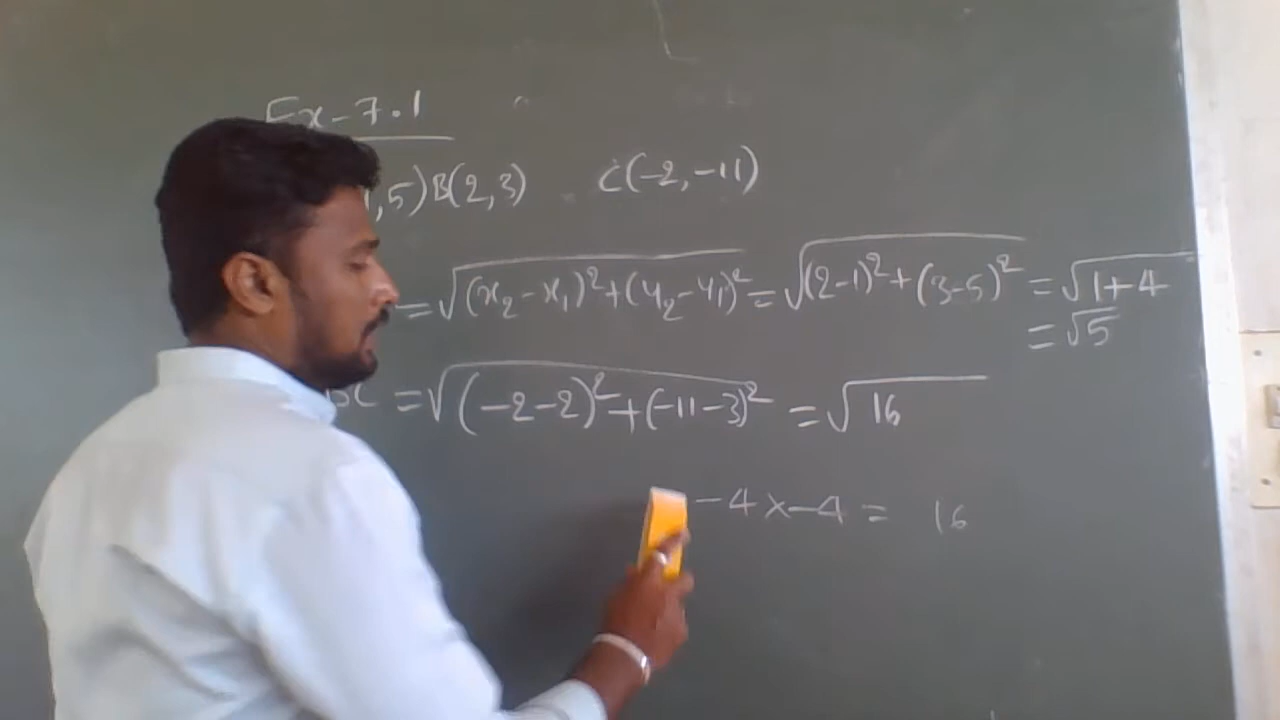 Ex-7.1
1,5) B(2,3) C(-2,-11)
= √(x₂-x₁)²+(y₂-y₁)² = √(2-1)²+(3-5)² = √1+4
= √5
BC = √(-2-2)²+(-11-3)² = √16
-4×-4 = 16